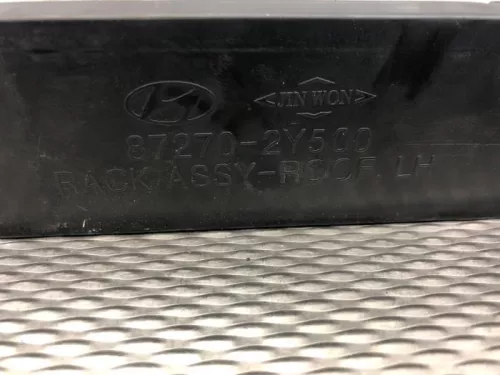 JIN WON
87270-2Y500
RACK ASSY-ROOF, LH